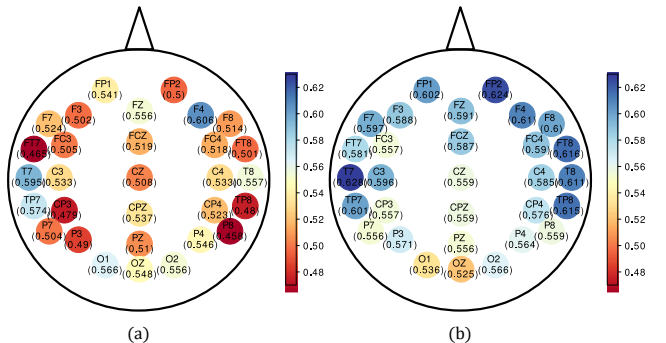 FP1
(0.541)
FP2
(0.5)
F7
(0.524)
F3
(0.502)
FZ
(0.556)
F4
(0.606)
F8
(0.514)
FT7
(0.468)
FC3
(0.505)
FCZ
(0.519)
FC4
(0.518)
FT8
(0.501)
T7
(0.595)
C3
(0.533)
CZ
(0.508)
C4
(0.533)
T8
(0.557)
TP7
(0.574)
CP3
(0.479)
CPZ
(0.537)
CP4
(0.523)
TP8
(0.48)
P7
(0.504)
P3
(0.49)
PZ
(0.51)
P4
(0.546)
P8
(0.456)
O1
(0.566)
OZ
(0.548)
O2
(0.556)
0.62
0.60
0.58
0.56
0.54
0.52
0.50
0.48
(a)
FP1
(0.602)
FP2
(0.624)
F7
(0.597)
F3
(0.588)
FZ
(0.591)
F4
(0.61)
F8
(0.6)
FT7
(0.581)
FC3
(0.557)
FCZ
(0.587)
FC4
(0.59)
FT8
(0.616)
T7
(0.628)
C3
(0.596)
CZ
(0.559)
C4
(0.585)
T8
(0.611)
TP7
(0.601)
CP3
(0.557)
CPZ
(0.559)
CP4
(0.576)
TP8
(0.615)
P7
(0.556)
P3
(0.571)
PZ
(0.556)
P4
(0.564)
P8
(0.559)
O1
(0.536)
OZ
(0.525)
O2
(0.566)
0.62
0.60
0.58
0.56
0.54
0.52
0.50
0.48
(b)